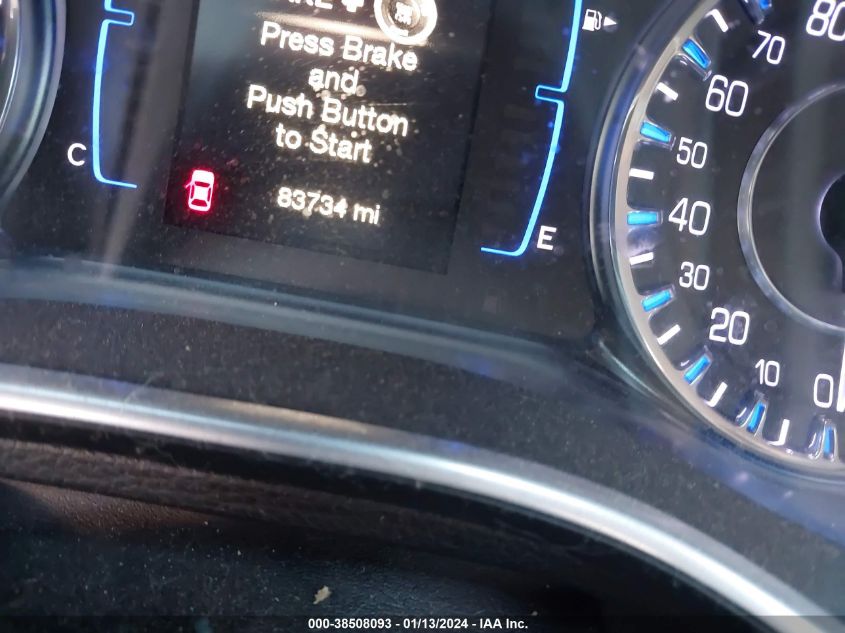 Press Brake
and
Push Button
to Start
83734 mi
C
E
80
70
60
50
40
30
20
10
0
000-38508093 - 01/13/2024 - IAA, Inc.